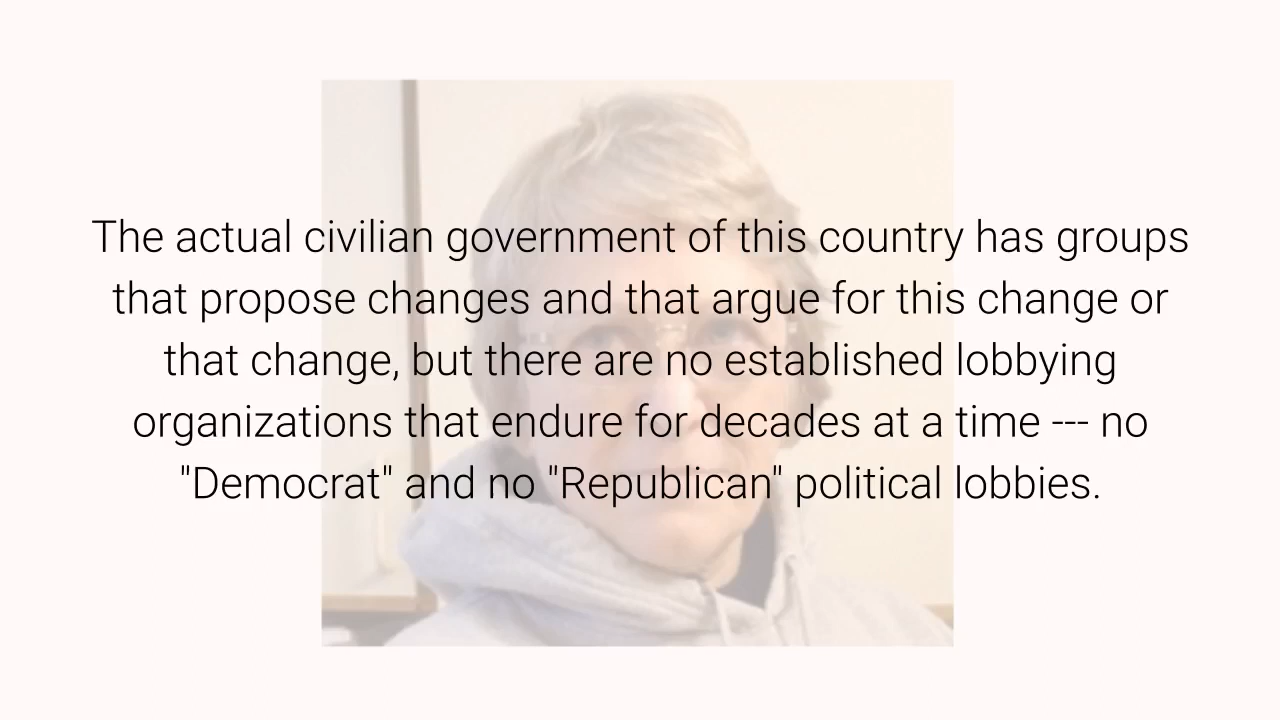 The actual civilian government of this country has groups
that propose changes and that argue for this change or
that change, but there are no established lobbying
organizations that endure for decades at a time --- no
"Democrat" and no "Republican" political lobbies.